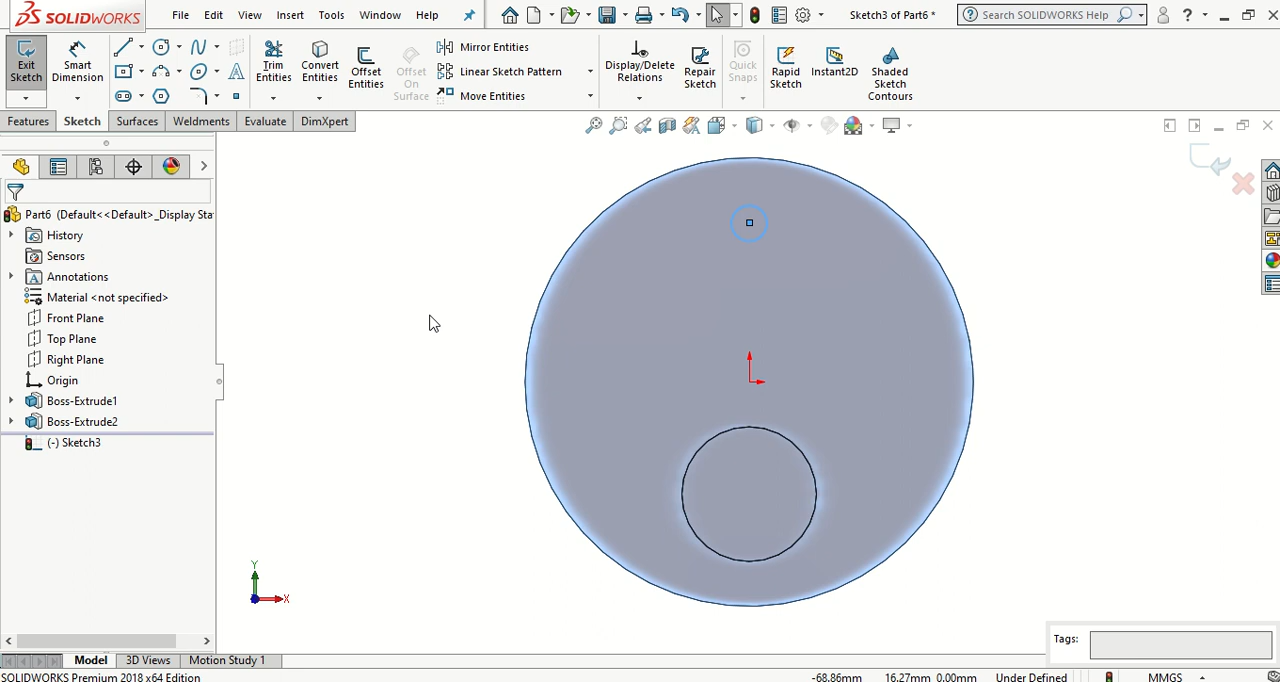 SOLIDWORKS File Edit View Insert Tools Window Help Sketch3 of Part6 * Search SOLIDWORKS Help ?
Exit Sketch
Smart Dimension
Trim Entities
Convert Entities
Offset Entities
Offset On Surface
Mirror Entities
Linear Sketch Pattern
Move Entities
Display/Delete Relations
Repair Sketch
Quick Snaps
Rapid Sketch
Instant2D
Shaded Sketch Contours
Features Sketch Surfaces Weldments Evaluate DimXpert
Part6 (Default<<Default>_Display Sta
History
Sensors
Annotations
Material <not specified>
Front Plane
Top Plane
Right Plane
Origin
Boss-Extrude1
Boss-Extrude2
(-) Sketch3
Y
X
Tags:
Model 3D Views Motion Study 1
SOLIDWORKS Premium 2018 x64 Edition -68.86mm 16.27mm 0.00mm Under Defined MMGS